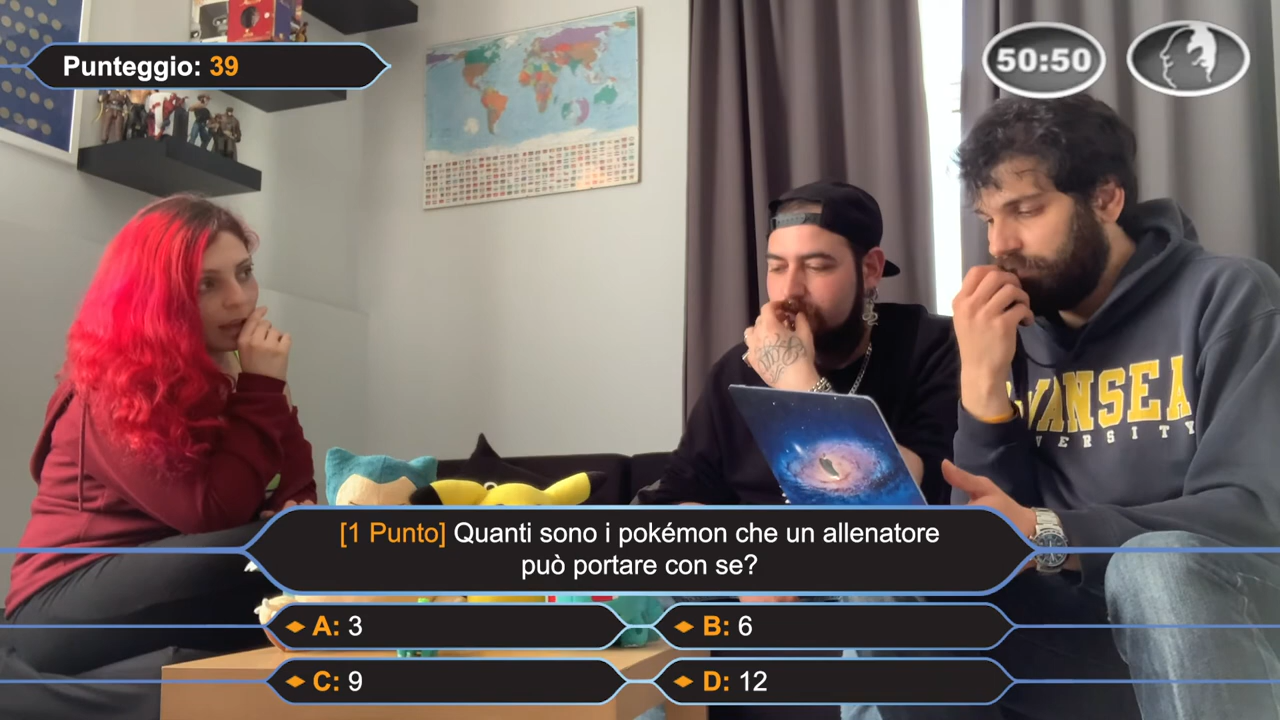 Punteggio: 39
50:50
[1 Punto] Quanti sono i pokémon che un allenatore
può portare con se?
A: 3
B: 6
C: 9
D: 12
VANSEA
VERSITY